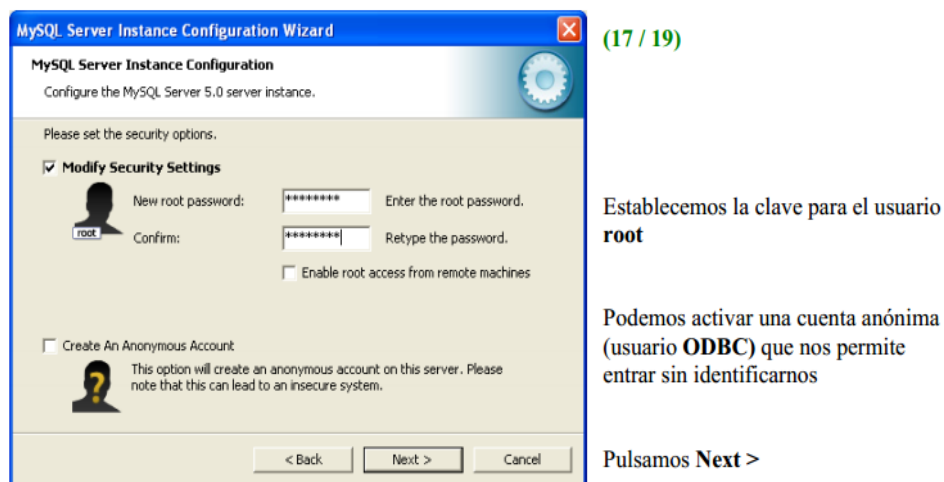 MySQL Server Instance Configuration Wizard
MySQL Server Instance Configuration
Configure the MySQL Server 5.0 server instance.
Please set the security options.
Modify Security Settings
root
New root password:
********
Enter the root password.
Confirm:
********
Retype the password.
Enable root access from remote machines
Create An Anonymous Account
?
This option will create an anonymous account on this server. Please
note that this can lead to an insecure system.
< Back
Next >
Cancel
(17 / 19)
Establecemos la clave para el usuario
root
Podemos activar una cuenta anónima
(usuario ODBC) que nos permite
entrar sin identificarnos
Pulsamos Next >